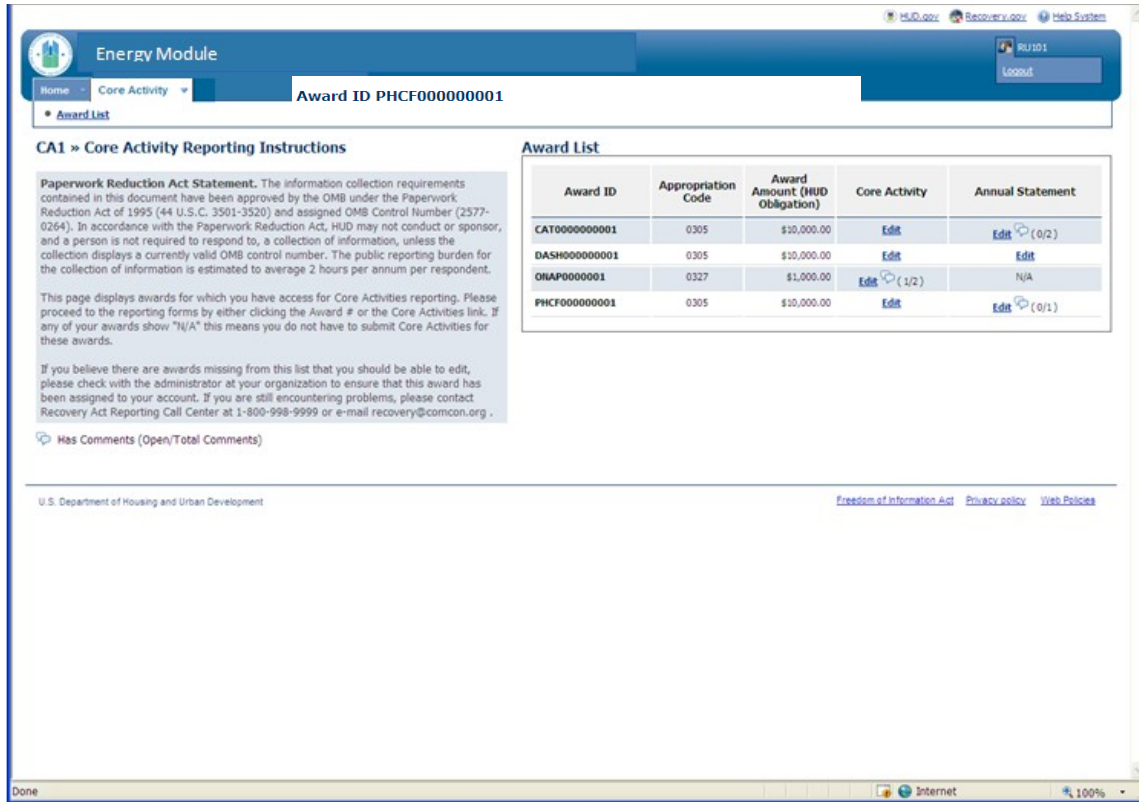 HUD.gov Recovery.gov Help System
Energy Module
RU101
Logout
Home Core Activity
Award ID PHCF000000001
Award List
CA1 » Core Activity Reporting Instructions
Paperwork Reduction Act Statement. The information collection requirements
contained in this document have been approved by the OMB under the Paperwork
Reduction Act of 1995 (44 U.S.C. 3501-3520) and assigned OMB Control Number (2577-
0264). In accordance with the Paperwork Reduction Act, HUD may not conduct or sponsor,
and a person is not required to respond to, a collection of information, unless the
collection displays a currently valid OMB control number. The public reporting burden for
the collection of information is estimated to average 2 hours per annum per respondent.
This page displays awards for which you have access for Core Activities reporting. Please
proceed to the reporting forms by either clicking the Award # or the Core Activities link. If
any of your awards show "N/A" this means you do not have to submit Core Activities for
these awards.
If you believe there are awards missing from this list that you should be able to edit,
please check with the administrator at your organization to ensure that this award has
been assigned to your account. If you are still encountering problems, please contact
Recovery Act Reporting Call Center at 1-800-998-9999 or e-mail recovery@comcon.org .
Has Comments (Open/Total Comments)
Award List
Award ID Appropriation Code Award Amount (HUD Obligation) Core Activity Annual Statement
CAT0000000001 0305 $10,000.00 Edit Edit (0/2)
DASH000000001 0305 $10,000.00 Edit Edit
ONAP0000001 0327 $1,000.00 Edit (1/2) N/A
PHCF000000001 0305 $10,000.00 Edit Edit (0/1)
U.S. Department of Housing and Urban Development
Freedom of Information Act Privacy policy Web Policies
Done Internet 100%